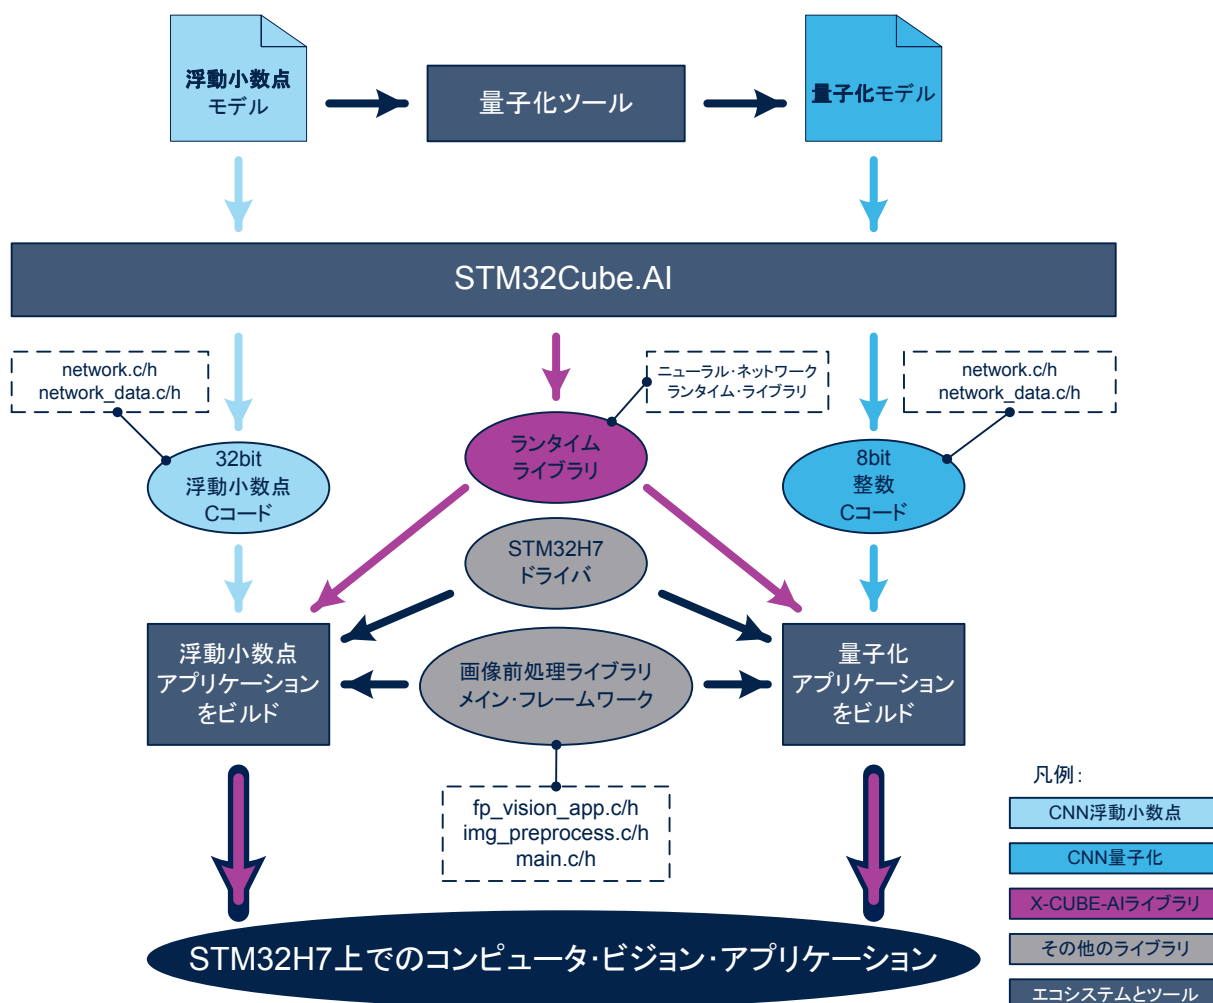 浮動小数点
モデル
量子化ツール
量子化モデル
STM32Cube.AI
network.c/h
network_data.c/h
ニューラル・ネットワーク
ランタイム・ライブラリ
network.c/h
network_data.c/h
32bit
浮動小数点
Cコード
ランタイム
ライブラリ
8bit
整数
Cコード
STM32H7
ドライバ
浮動小数点
アプリケーション
をビルド
画像前処理ライブラリ
メイン・フレームワーク
量子化
アプリケーション
をビルド
fp_vision_app.c/h
img_preprocess.c/h
main.c/h
STM32H7上でのコンピュータ・ビジョン・アプリケーション
凡例：
CNN浮動小数点
CNN量子化
X-CUBE-AIライブラリ
その他のライブラリ
エコシステムとツール